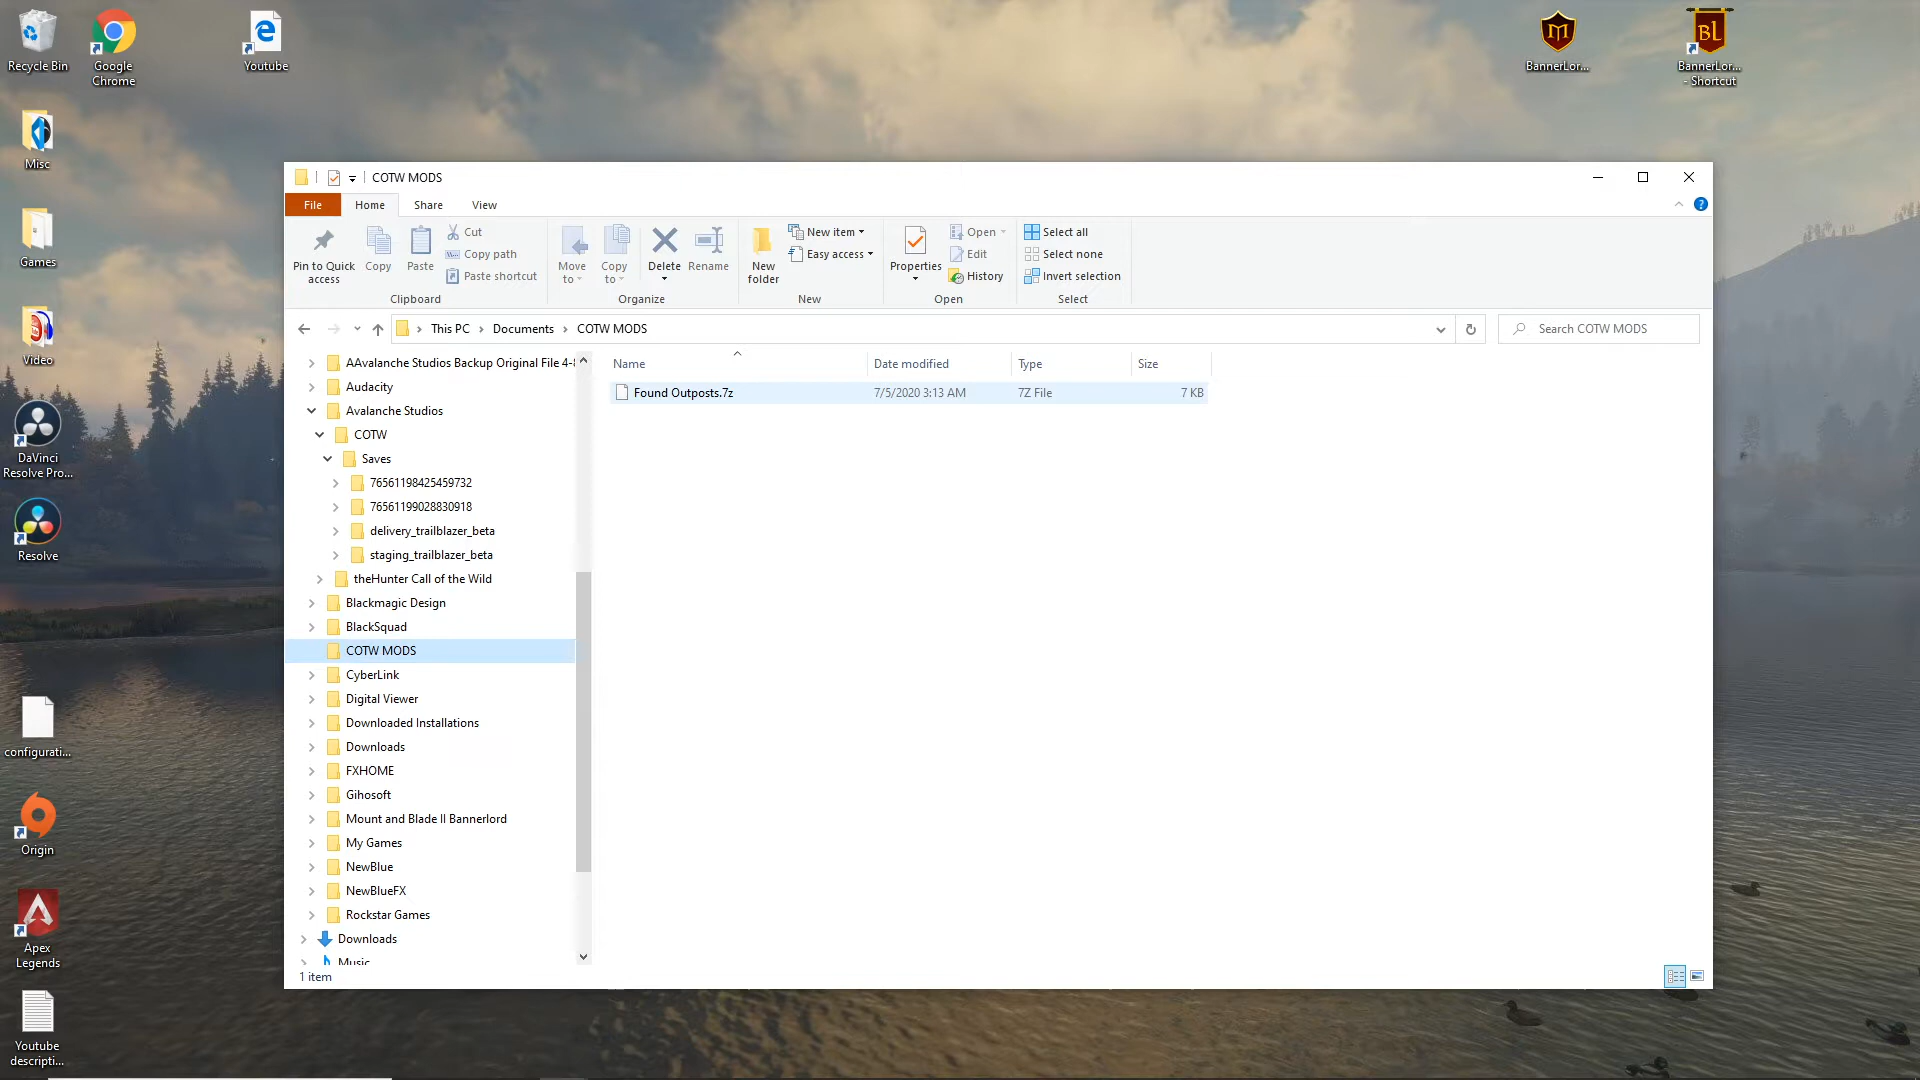 Recycle Bin
Google
Chrome
Youtube
BannerLor...
BannerLor...
- Shortcut
Misc
Games
Video
DaVinci
Resolve Pro...
Resolve
configurati...
Origin
Apex
Legends
Youtube
descripti...
COTW MODS
File
Home
Share
View
Pin to Quick
access
Copy
Paste
Cut
Copy path
Paste shortcut
Clipboard
Move
to
Copy
to
Delete
Rename
Organize
New
folder
New item
Easy access
New
Properties
Open
Edit
History
Open
Select all
Select none
Invert selection
Select
This PC > Documents > COTW MODS
Search COTW MODS
AAvalanche Studios Backup Original File 4-
Audacity
Avalanche Studios
COTW
Saves
76561198425459732
76561199028830918
delivery_trailblazer_beta
staging_trailblazer_beta
theHunter Call of the Wild
Blackmagic Design
BlackSquad
COTW MODS
CyberLink
Digital Viewer
Downloaded Installations
Downloads
FXHOME
Gihosoft
Mount and Blade II Bannerlord
My Games
NewBlue
NewBlueFX
Rockstar Games
Downloads
Music
Name Date modified Type Size
Found Outposts.7z 7/5/2020 3:13 AM 7Z File 7 KB
1 item